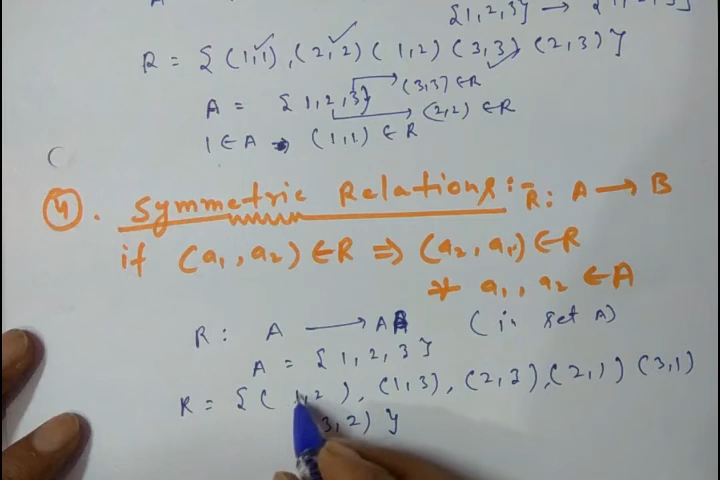 {1,2,3} → {1,2,3}
R = { (1,1), (2,2) (1,2) (3,3) (2,3) }
A = { 1,2,3}
(3,3) ∈ R
(2,2) ∈ R
1 ∈ A → (1,1) ∈ R
(4). Symmetric Relations:- R: A → B
if (a₁, a₂) ∈ R ⇒ (a₂, a₁) ∈ R
∀ a₁, a₂ ∈ A
R: A → A (in set A)
A = { 1,2,3 }
R = { (1,2), (1,3), (2,3), (2,1) (3,1)
3,2) }